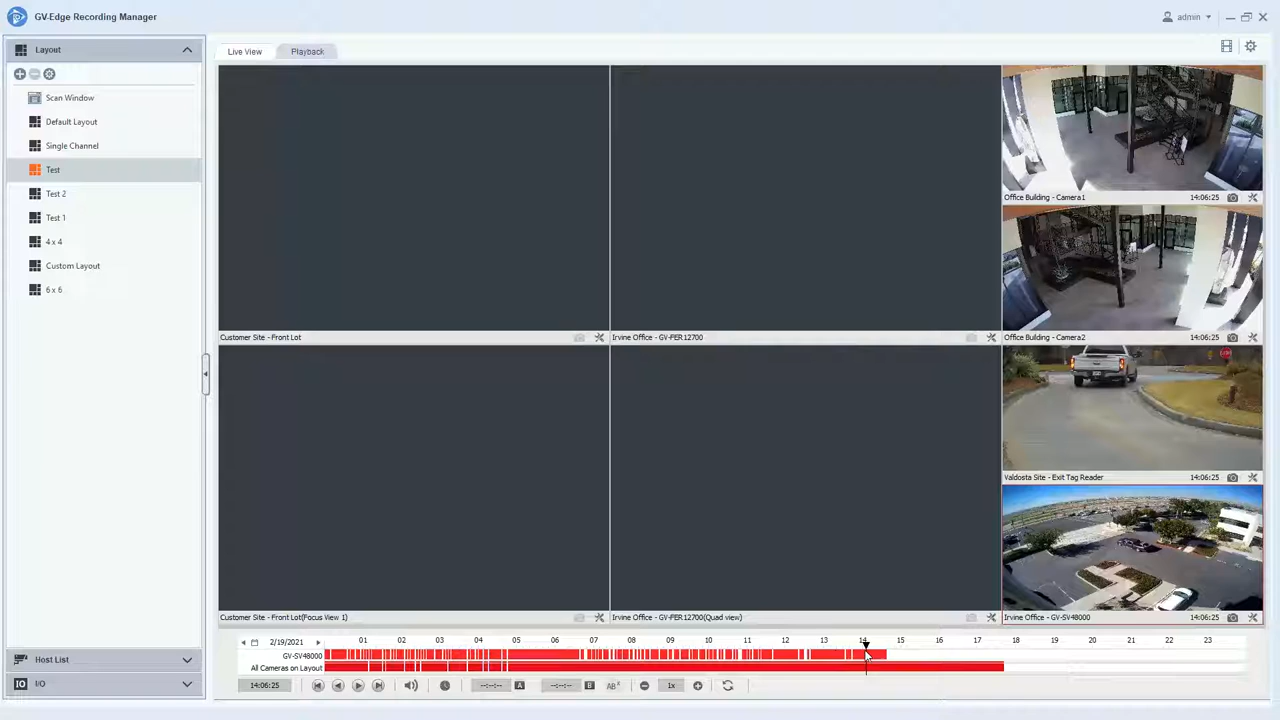 GV-Edge Recording Manager
admin
Layout
Live View
Playback
Scan Window
Default Layout
Single Channel
Test
Test 2
Test 1
4 x 4
Custom Layout
6 x 6
Office Building - Camera1 14:06:25
Office Building - Camera2 14:06:25
Customer Site - Front Lot
Irvine Office - GV-FER12700
Valdosta Site - Exit Tag Reader 14:06:25
Customer Site - Front Lot(Focus View 1)
Irvine Office - GV-FER12700(Quad view)
Irvine Office - GV-SV48000 14:06:25
2/19/2021 01 02 03 04 05 06 07 08 09 10 11 12 13 14 15 16 17 18 19 20 21 22 23
GV-SV48000
All Cameras on Layout
14:06:25 --:--:-- A --:--:-- B AB 1x
Host List
IO I/O